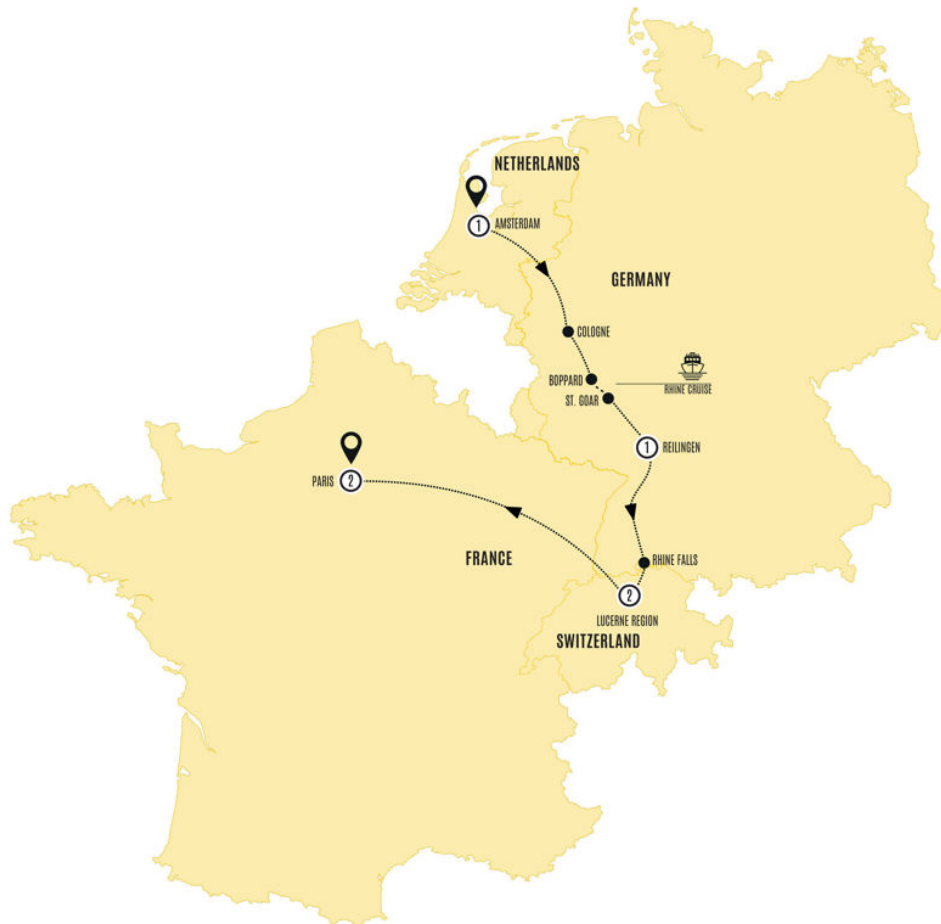 NETHERLANDS
1
AMSTERDAM
GERMANY
COLOGNE
BOPPARD
RHINE CRUISE
ST. GOAR
1
REILINGEN
PARIS
2
FRANCE
RHINE FALLS
2
LUCERNE REGION
SWITZERLAND